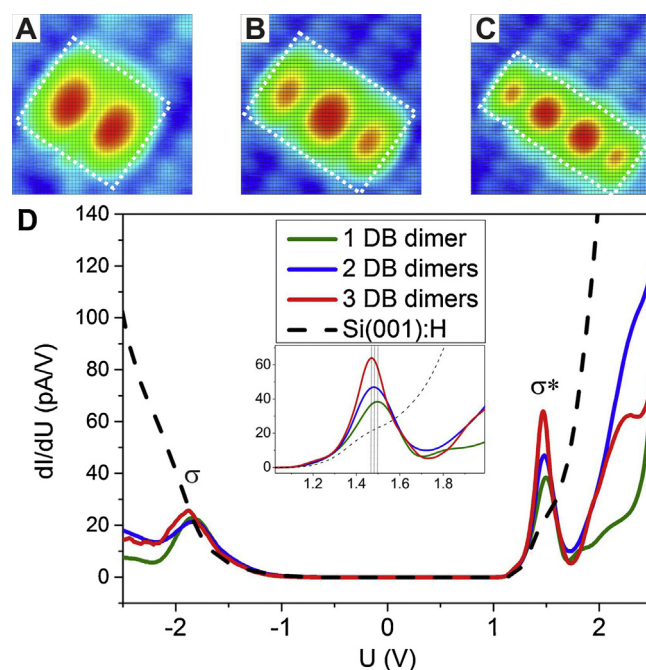 A
B
C
D
140
120
100
80
60
40
20
0
dI/dU (pA/V)
1 DB dimer
2 DB dimers
3 DB dimers
Si(001):H
60
40
20
0
1.2 1.4 1.6 1.8
σ
σ*
-2 -1 0 1 2
U (V)